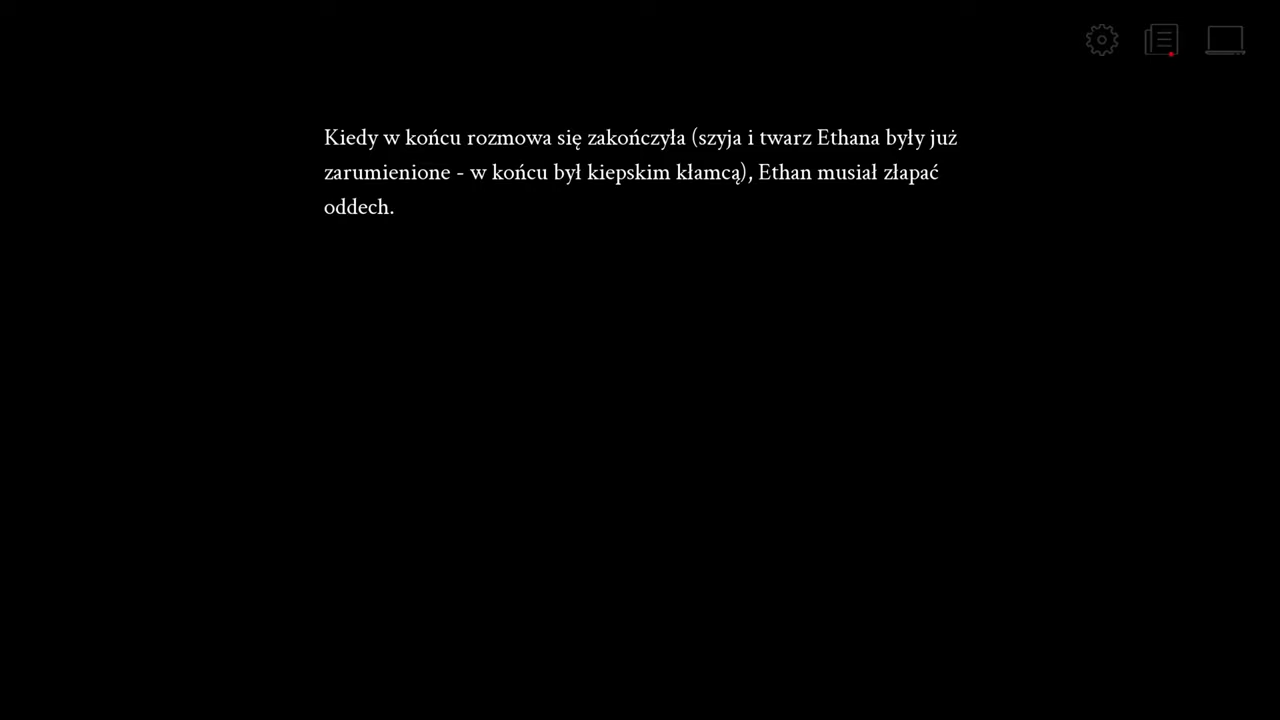 Kiedy w końcu rozmowa się zakończyła (szyja i twarz Ethana były już
zarumienione - w końcu był kiepskim kłamcą), Ethan musiał złapać
oddech.